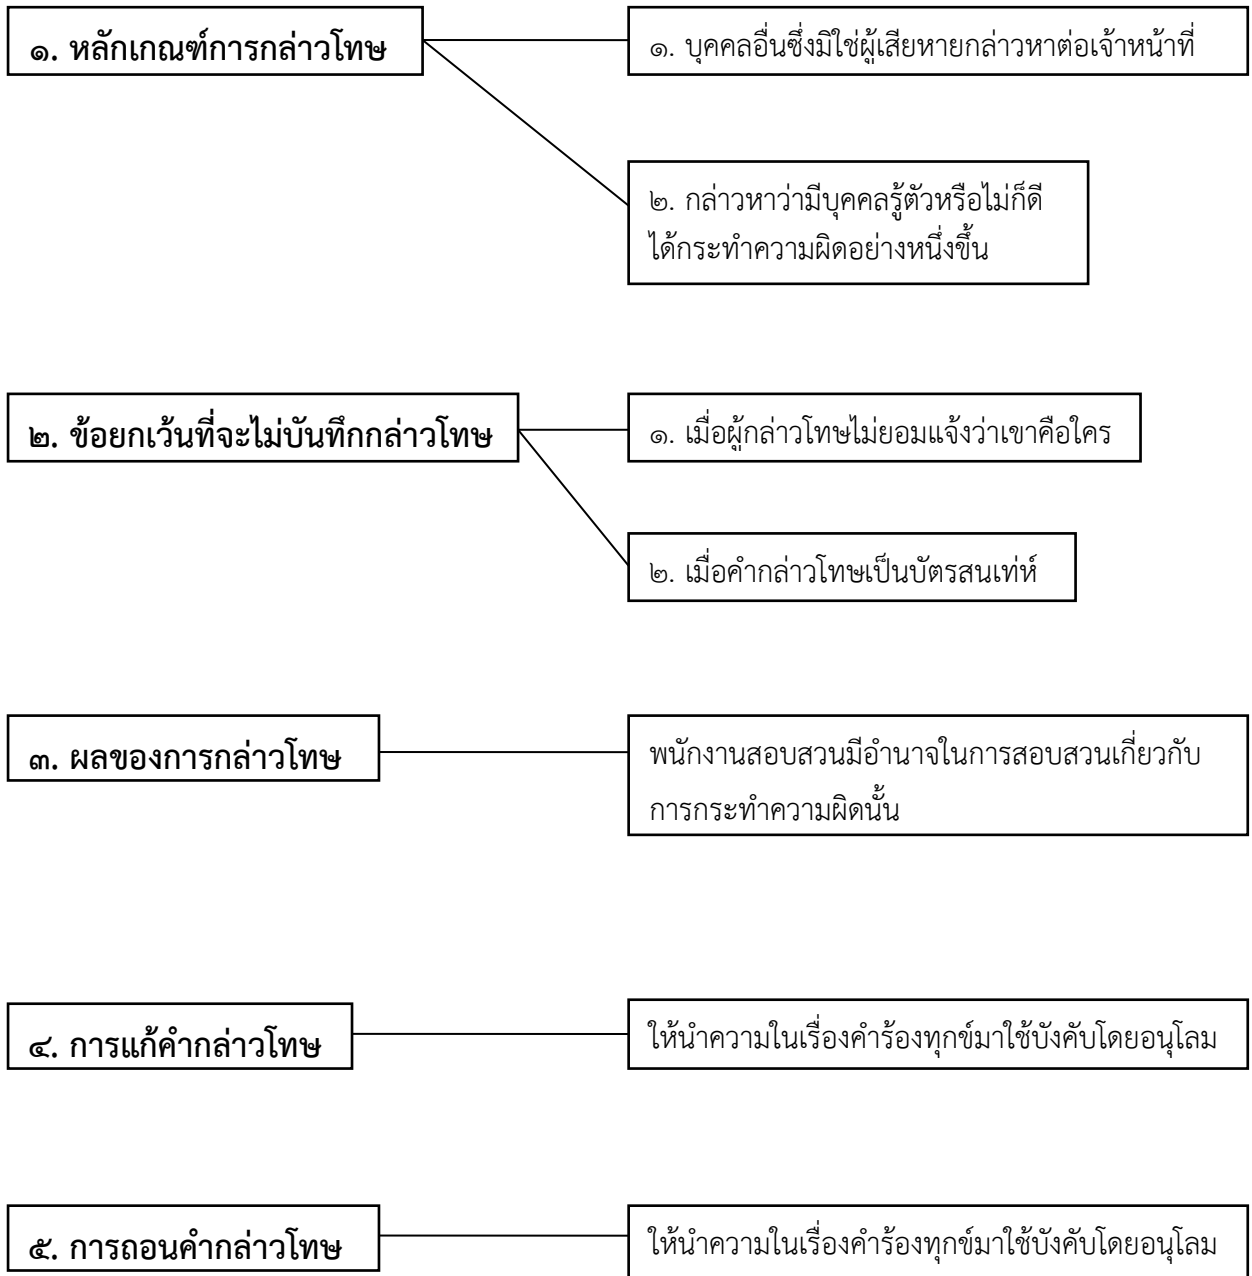 ๑. หลักเกณฑ์การกล่าวโทษ
๑. บุคคลอื่นซึ่งมิใช่ผู้เสียหายกล่าวหาต่อเจ้าหน้าที่
๒. กล่าวหาว่ามีบุคคลรู้ตัวหรือไม่ก็ดี
ได้กระทำความผิดอย่างหนึ่งขึ้น
๒. ข้อยกเว้นที่จะไม่บันทึกกล่าวโทษ
๑. เมื่อผู้กล่าวโทษไม่ยอมแจ้งว่าเขาคือใคร
๒. เมื่อคำกล่าวโทษเป็นบัตรสนเท่ห์
๓. ผลของการกล่าวโทษ
พนักงานสอบสวนมีอำนาจในการสอบสวนเกี่ยวกับ
การกระทำความผิดนั้น
๔. การแก้คำกล่าวโทษ
ให้นำความในเรื่องคำร้องทุกข์มาใช้บังคับโดยอนุโลม
๕. การถอนคำกล่าวโทษ
ให้นำความในเรื่องคำร้องทุกข์มาใช้บังคับโดยอนุโลม